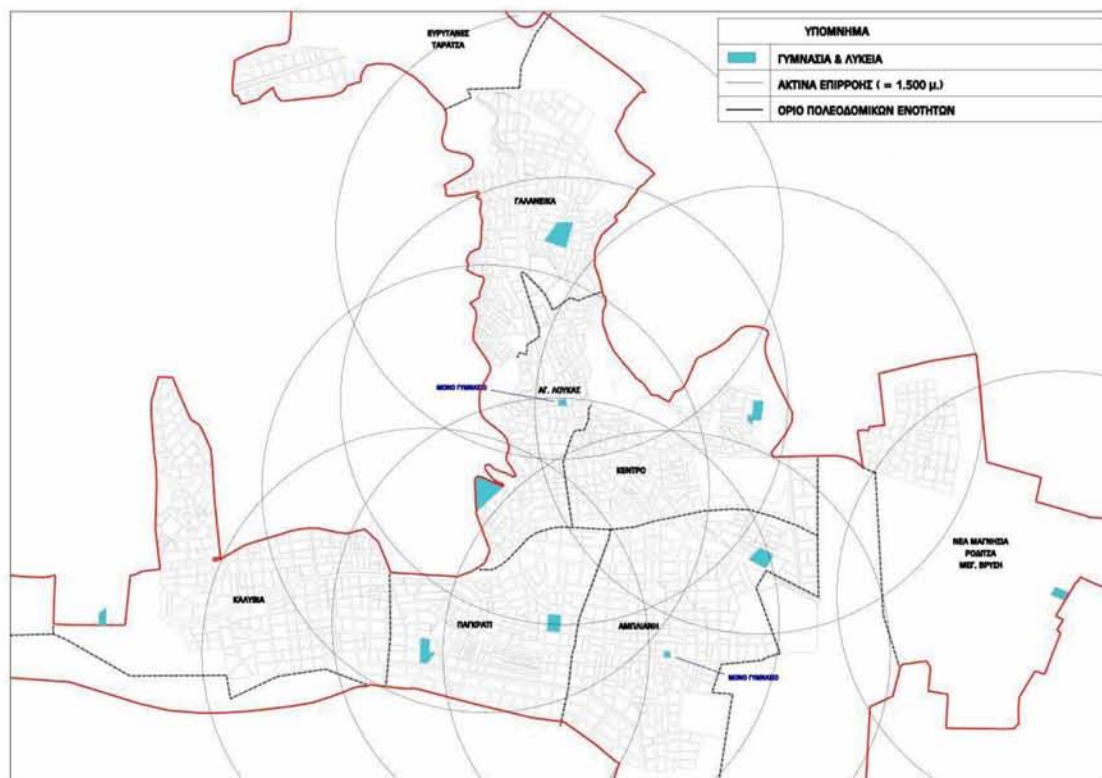 ΕΥΡΥΤΑΝΕΣ
ΤΑΡΑΤΣΑ
ΥΠΟΜΝΗΜΑ
ΓΥΜΝΑΣΙΑ & ΛΥΚΕΙΑ
ΑΚΤΙΝΑ ΕΠΙΡΡΟΗΣ ( = 1.500 μ.)
ΟΡΙΟ ΠΟΛΕΟΔΟΜΙΚΩΝ ΕΝΟΤΗΤΩΝ
ΓΑΛΑΝΕΙΚΑ
ΜΟΝΟ ΓΥΜΝΑΣΙΟ
ΑΓ. ΛΟΥΚΑΣ
ΚΕΝΤΡΟ
ΝΕΑ ΜΑΓΝΗΣΙΑ
ΡΟΔΙΤΣΑ
ΜΕΓ. ΒΡΥΣΗ
ΚΑΛΥΒΙΑ
ΠΑΓΚΡΑΤΙ
ΑΜΠΛΙΑΝΗ
ΜΟΝΟ ΓΥΜΝΑΣΙΟ